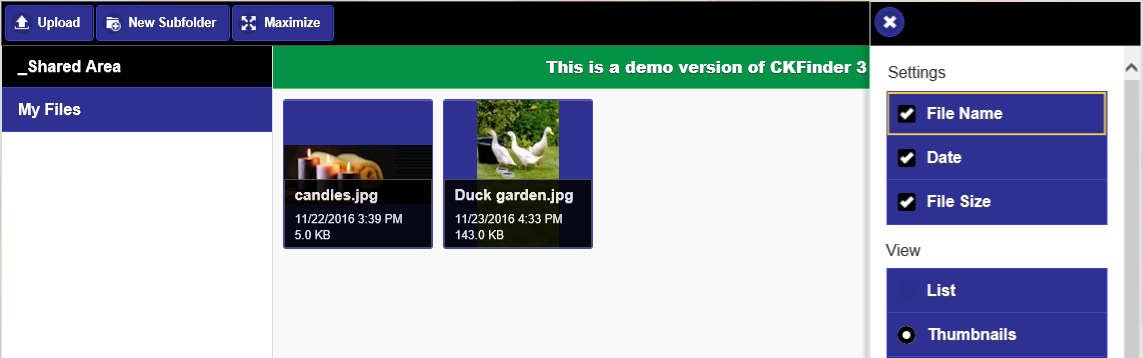 Upload
New Subfolder
Maximize
_Shared Area
My Files
This is a demo version of CKFinder 3
candles.jpg
11/22/2016 3:39 PM
5.0 KB
Duck garden.jpg
11/23/2016 4:33 PM
143.0 KB
Settings
File Name
Date
File Size
View
List
Thumbnails